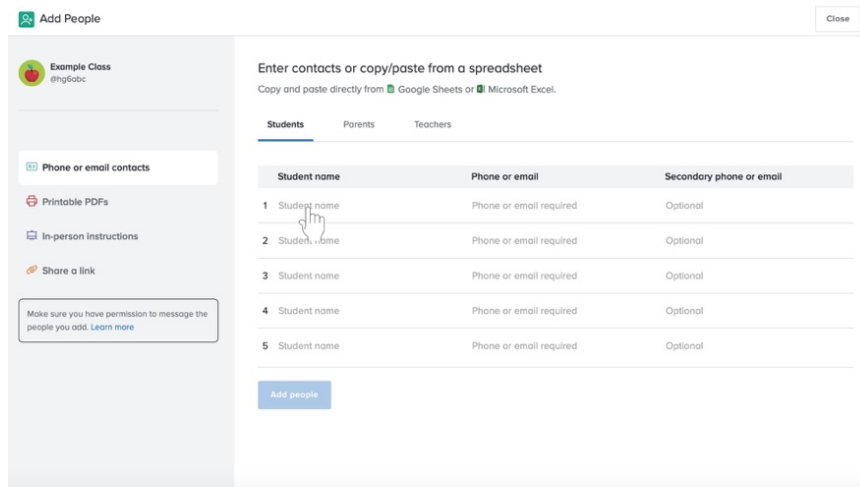 Add People
Close
Example Class
@hg6abc
Enter contacts or copy/paste from a spreadsheet
Copy and paste directly from Google Sheets or Microsoft Excel.
Students Parents Teachers
Phone or email contacts
Printable PDFs
In-person instructions
Share a link
Make sure you have permission to message the
people you add. Learn more
Student name Phone or email Secondary phone or email
1 Student name Phone or email required Optional
2 Student name Phone or email required Optional
3 Student name Phone or email required Optional
4 Student name Phone or email required Optional
5 Student name Phone or email required Optional
Add people